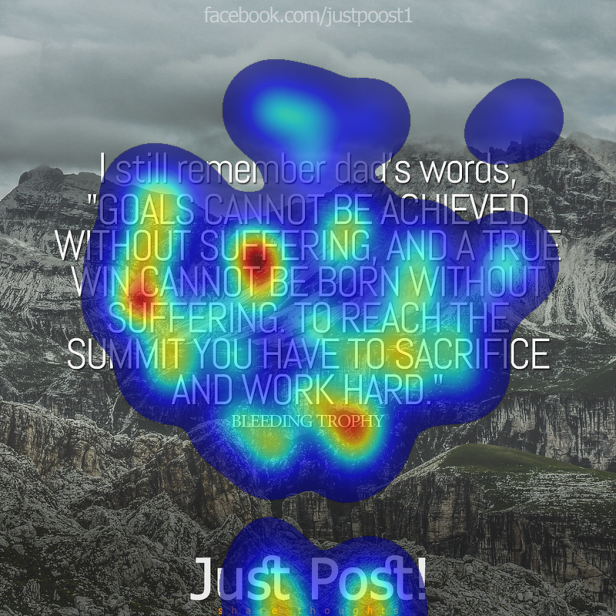 facebook.com/justpoost1
I still remember dad's words,
"GOALS CANNOT BE ACHIEVED
WITHOUT SUFFERING, AND A TRUE
WIN CANNOT BE BORN WITHOUT
SUFFERING. TO REACH THE
SUMMIT YOU HAVE TO SACRIFICE
AND WORK HARD."
BLEEDING TROPHY
Just Post!
share thoughts